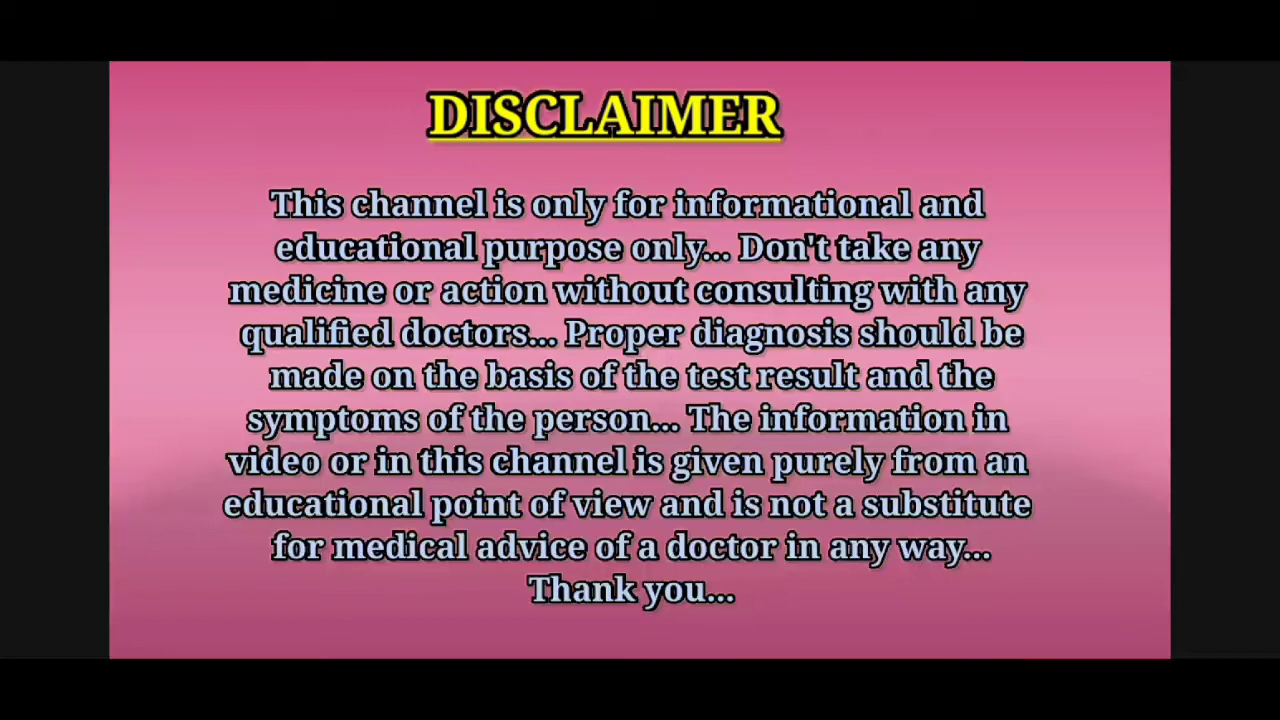 DISCLAIMER
This channel is only for informational and
educational purpose only... Don't take any
medicine or action without consulting with any
qualified doctors... Proper diagnosis should be
made on the basis of the test result and the
symptoms of the person... The information in
video or in this channel is given purely from an
educational point of view and is not a substitute
for medical advice of a doctor in any way...
Thank you...